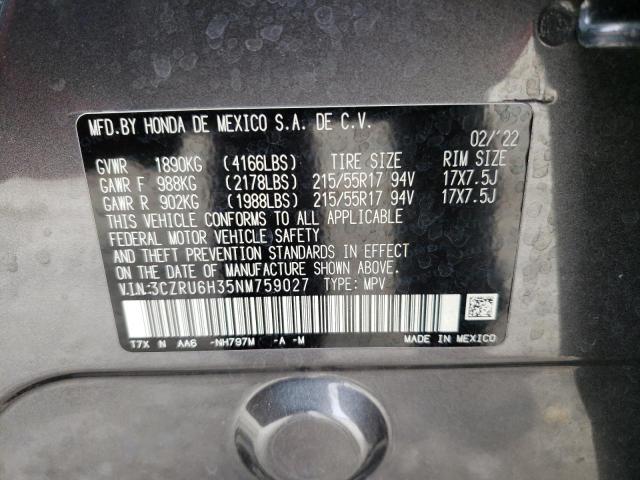 MFD.BY HONDA DE MEXICO S.A. DE C.V.
02/'22
GVWR 1890KG (4166LBS) TIRE SIZE RIM SIZE
GAWR F 988KG (2178LBS) 215/55R17 94V 17X7.5J
GAWR R 902KG (1988LBS) 215/55R17 94V 17X7.5J
THIS VEHICLE CONFORMS TO ALL APPLICABLE
FEDERAL MOTOR VEHICLE SAFETY
AND THEFT PREVENTION STANDARDS IN EFFECT
ON THE DATE OF MANUFACTURE SHOWN ABOVE.
V.I.N.:3CZRU6H35NM759027 TYPE: MPV
T7X N AA6 -NH797M -A -M MADE IN MEXICO